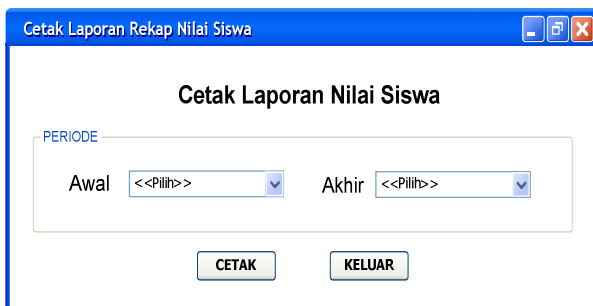 Cetak Laporan Rekap Nilai Siswa
Cetak Laporan Nilai Siswa
PERIODE
Awal <<Pilih>> Akhir <<Pilih>>
CETAK KELUAR